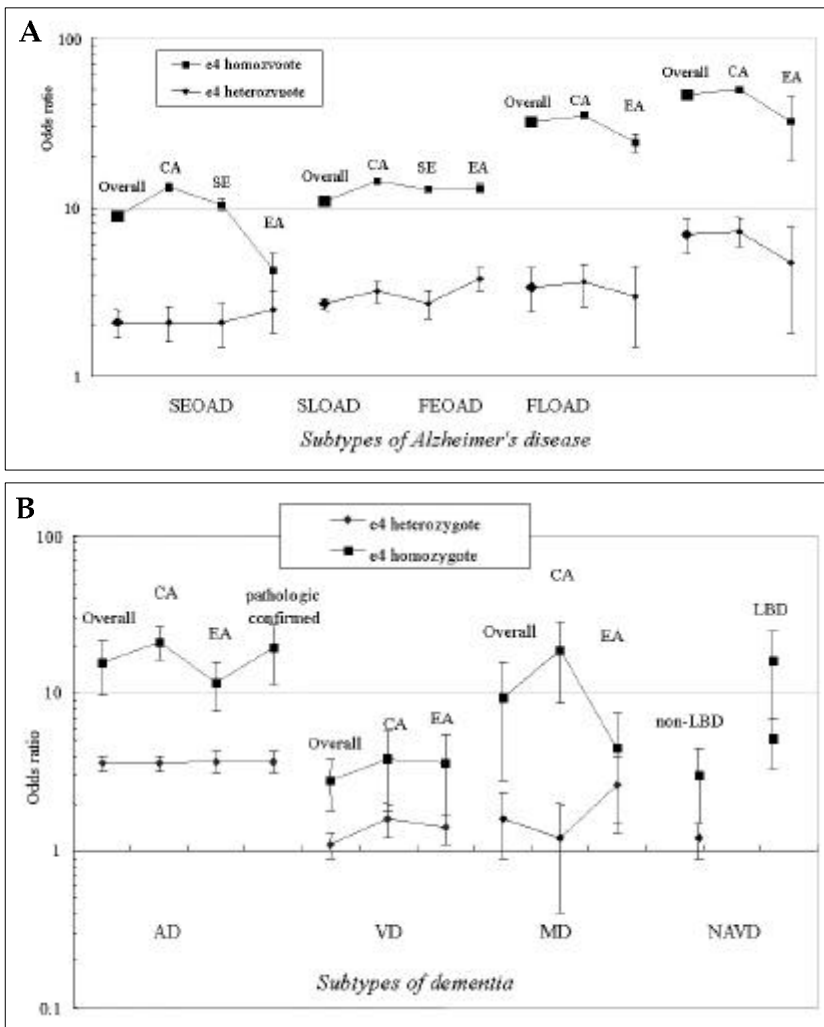 A
100
10
1
Odds ratio
e4 homozvoote
e4 heterozvuote
Overall CA SE EA
Overall CA SE EA
Overall CA EA
Overall CA EA
SEOAD SLOAD FEOAD FLOAD
Subtypes of Alzheimer's disease
B
100
10
1
0.1
Odds ratio
e4 heterozygote
e4 homozygote
Overall CA EA pathologic
confirmed
Overall CA EA
Overall CA EA
non-LBD LBD
AD VD MD NAVD
Subtypes of dementia